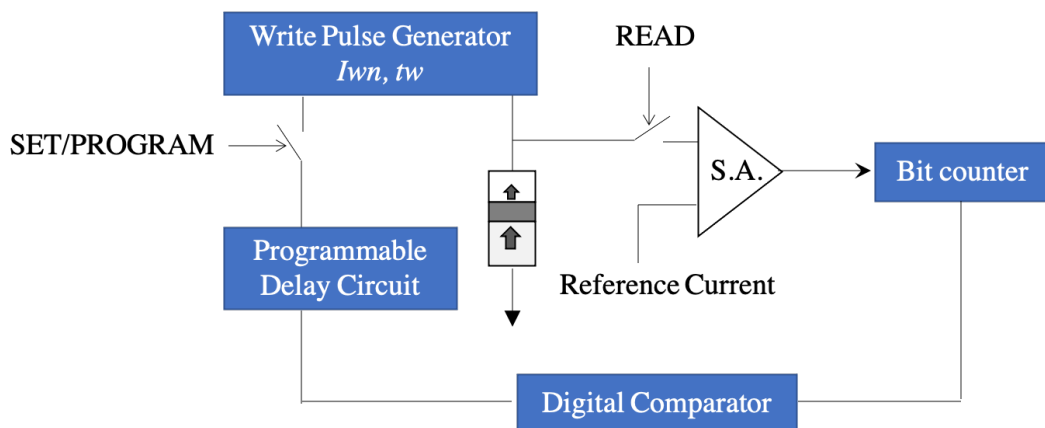 Write Pulse Generator
Iwn, tw
READ
SET/PROGRAM
S.A.
Bit counter
Programmable
Delay Circuit
Reference Current
Digital Comparator